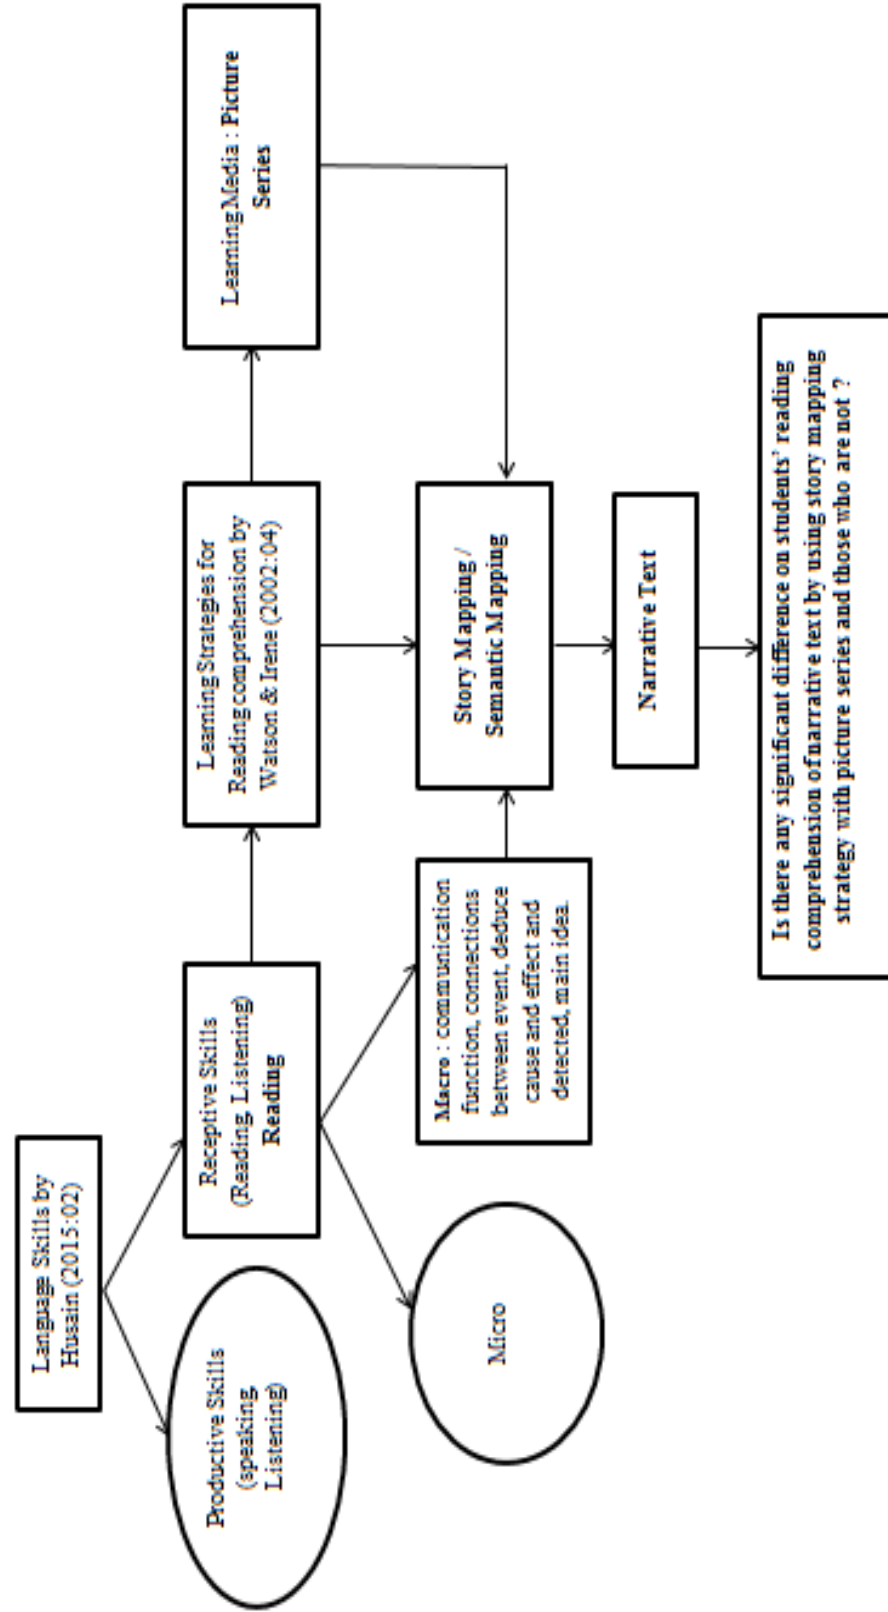 Language Skills by
Husain (2015:02)
Productive Skills
(speaking,
Listening)
Receptive Skills
(Reading, Listening)
Reading
Learning Strategies for
Reading comprehension by
Watson & Irene (2002:04)
Learning Media : Picture
Series
Micro
Macro : communication
function, connections
between event, deduce
cause and effect and
detected, main idea.
Story Mapping /
Semantic Mapping
Narrative Text
Is there any significant difference on students' reading
comprehension of narrative text by using story mapping
strategy with picture series and those who are not ?